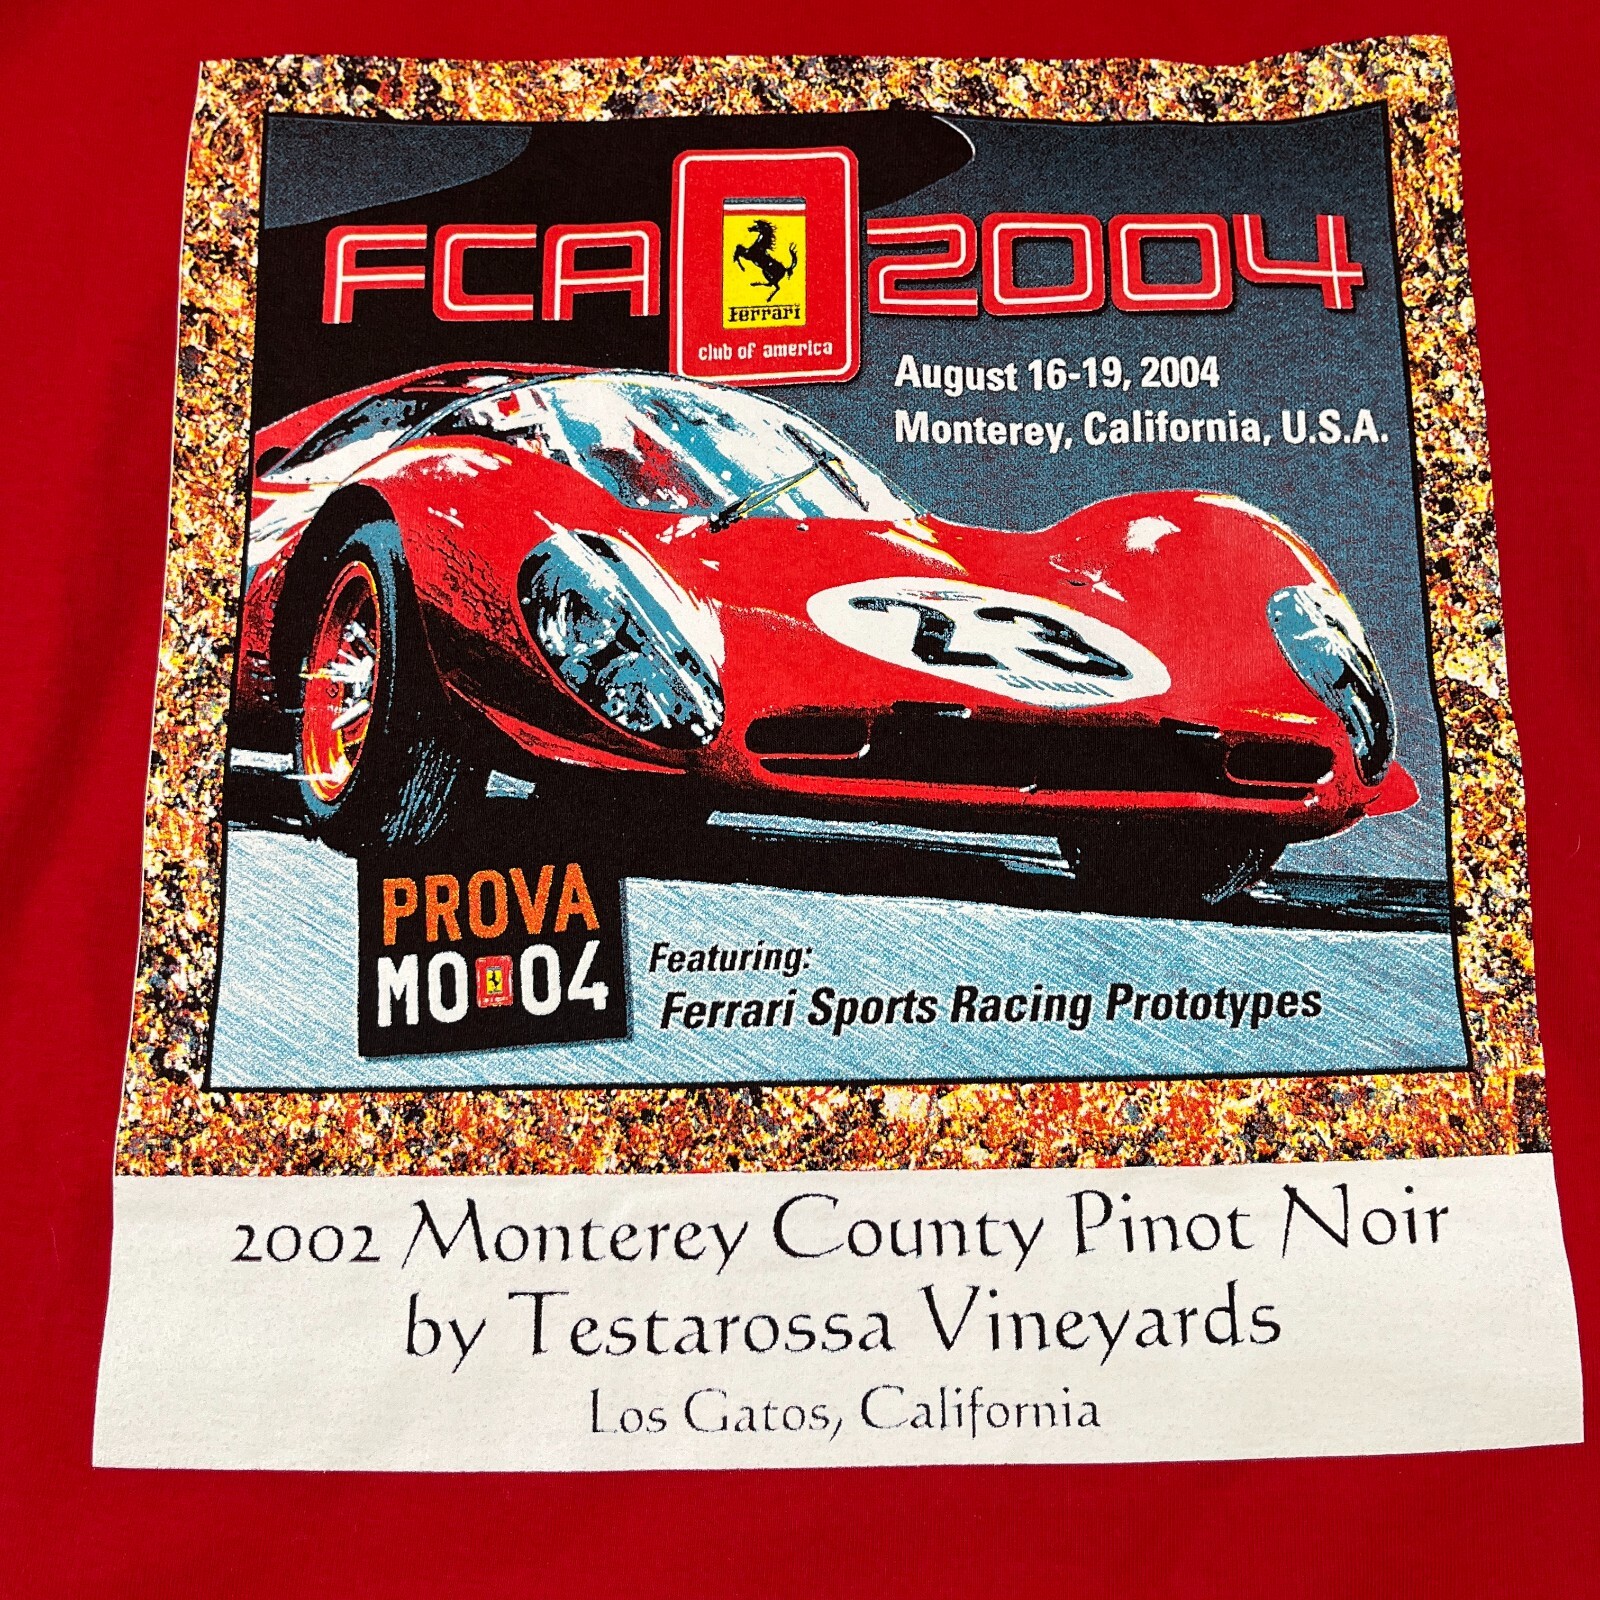 FCA 2004
Ferrari
club of america
August 16-19, 2004
Monterey, California, U.S.A.
23
Shell
PROVA
MO 04
Featuring:
Ferrari Sports Racing Prototypes
2002 Monterey County Pinot Noir
by Testarossa Vineyards
Los Gatos, California